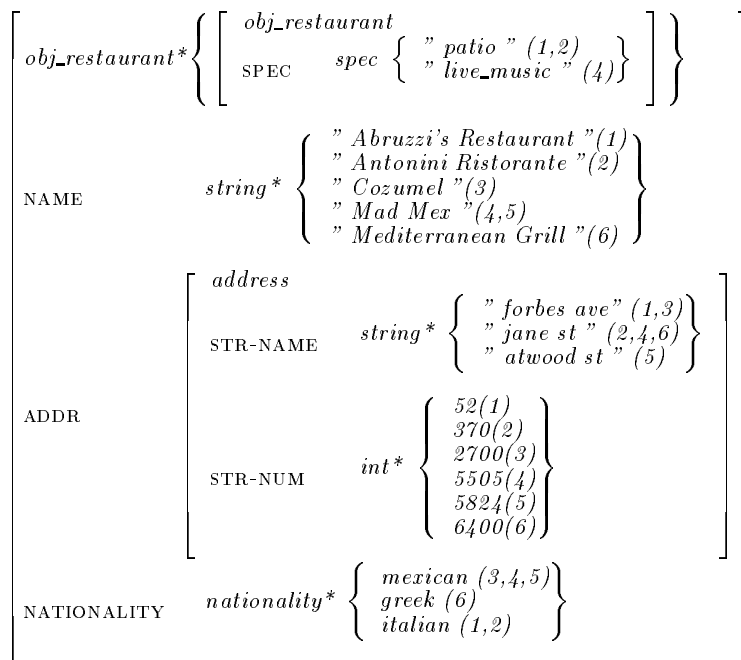 obj_restaurant
obj_restaurant* SPEC spec { " patio " (1,2)
" live_music " (4) }
NAME string* { " Abruzzi's Restaurant "(1)
" Antonini Ristorante "(2)
" Cozumel "(3)
" Mad Mex "(4,5)
" Mediterranean Grill "(6) }
ADDR
address
STR-NAME string* { " forbes ave" (1,3)
" jane st " (2,4,6)
" atwood st " (5) }
STR-NUM int* { 52(1)
370(2)
2700(3)
5505(4)
5824(5)
6400(6) }
NATIONALITY nationality* { mexican (3,4,5)
greek (6)
italian (1,2) }